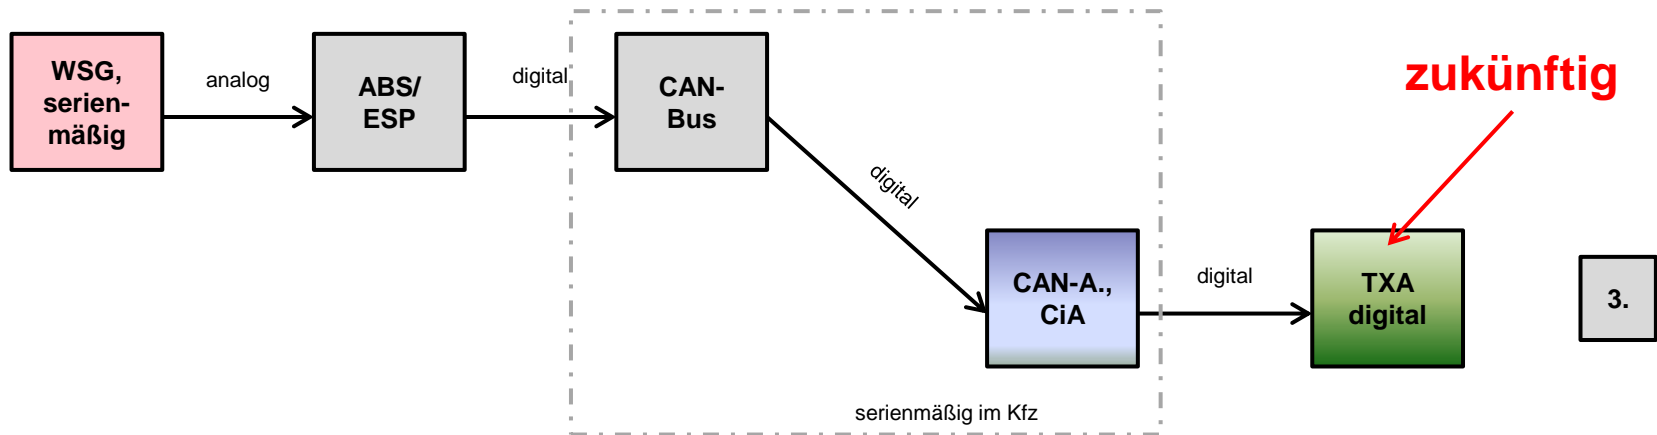 WSG,
serien-
mäßig
analog
ABS/
ESP
digital
CAN-
Bus
digital
zukünftig
CAN-A.,
CiA
digital
TXA
digital
3.
serienmäßig im Kfz